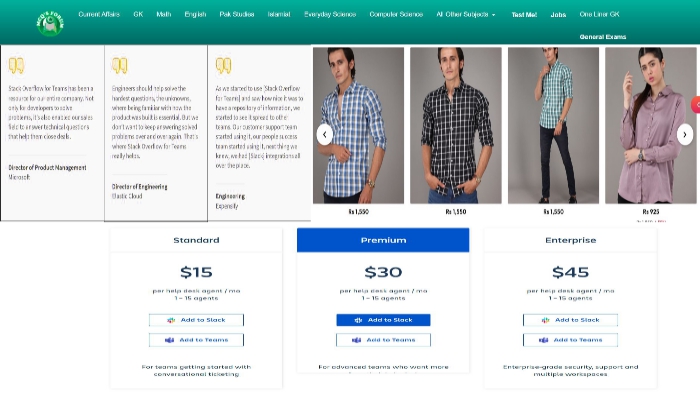 Current Affairs GK Math English Pak Studies Islamiat Everyday Science Computer Science All Other Subjects Test Me! Jobs One Liner GK
General Exams
Stack Overflow for Teams has been a
resource for our entire company. Not
only for developers to solve
problems, it's also enabled our sales
field to answer technical questions
that help them close deals.
Director of Product Management
Microsoft
Engineers should help solve the
hardest questions, the unknowns,
where being familiar with how the
product was built is essential. But we
don't want to keep answering solved
problems over and over again. That's
where Stack Overflow for Teams
really helps.
Director of Engineering
Elastic Cloud
As we started to use [Stack Overflow
for Teams] and saw how nice it was to
have a repository of information, we
started to see it spread to other
teams. Our customer support team
started using it, our people success
team started using it, next thing we
knew, we had [Slack] integrations all
over the place.
Engineering
Expensify
Rs 1,550
Rs 1,550
Rs 1,550
Rs 925
Standard
$15
per help desk agent / mo
1 – 15 agents
Add to Slack
Add to Teams
For teams getting started with
conversational ticketing
Premium
$30
per help desk agent / mo
1 – 15 agents
Add to Slack
Add to Teams
For advanced teams who want more
Enterprise
$45
per help desk agent / mo
1 – 15 agents
Add to Slack
Add to Teams
Enterprise-grade security, support and
multiple workspaces